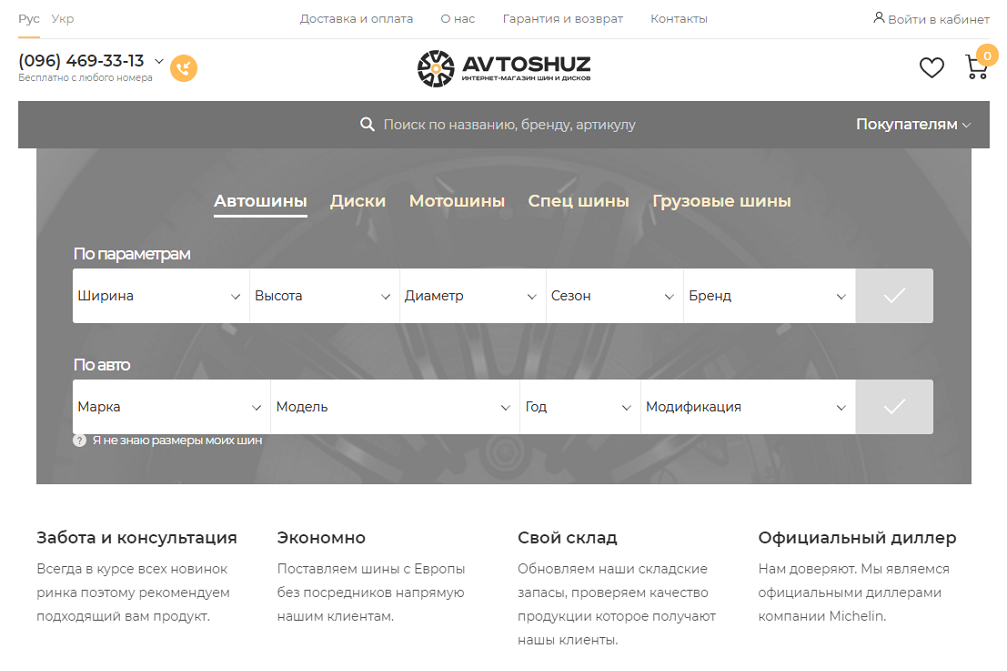 Рус Укр Доставка и оплата О нас Гарантия и возврат Контакты Войти в кабинет
(096) 469-33-13
Бесплатно с любого номера
AVTOSHUZ
ИНТЕРНЕТ-МАГАЗИН ШИН И ДИСКОВ
0
Поиск по названию, бренду, артикулу Покупателям
Автошины Диски Мотошины Спец шины Грузовые шины
По параметрам
Ширина Высота Диаметр Сезон Бренд
По авто
Марка Модель Год Модификация
? Я не знаю размеры моих шин
Забота и консультация
Всегда в курсе всех новинок
ринка поэтому рекомендуем
подходящий вам продукт.
Экономно
Поставляем шины с Европы
без посредников напрямую
нашим клиентам.
Свой склад
Обновляем наши складские
запасы, проверяем качество
продукции которое получают
нашы клиенты.
Официальный диллер
Нам доверяют. Мы являемся
официальными диллерами
компании Michelin.